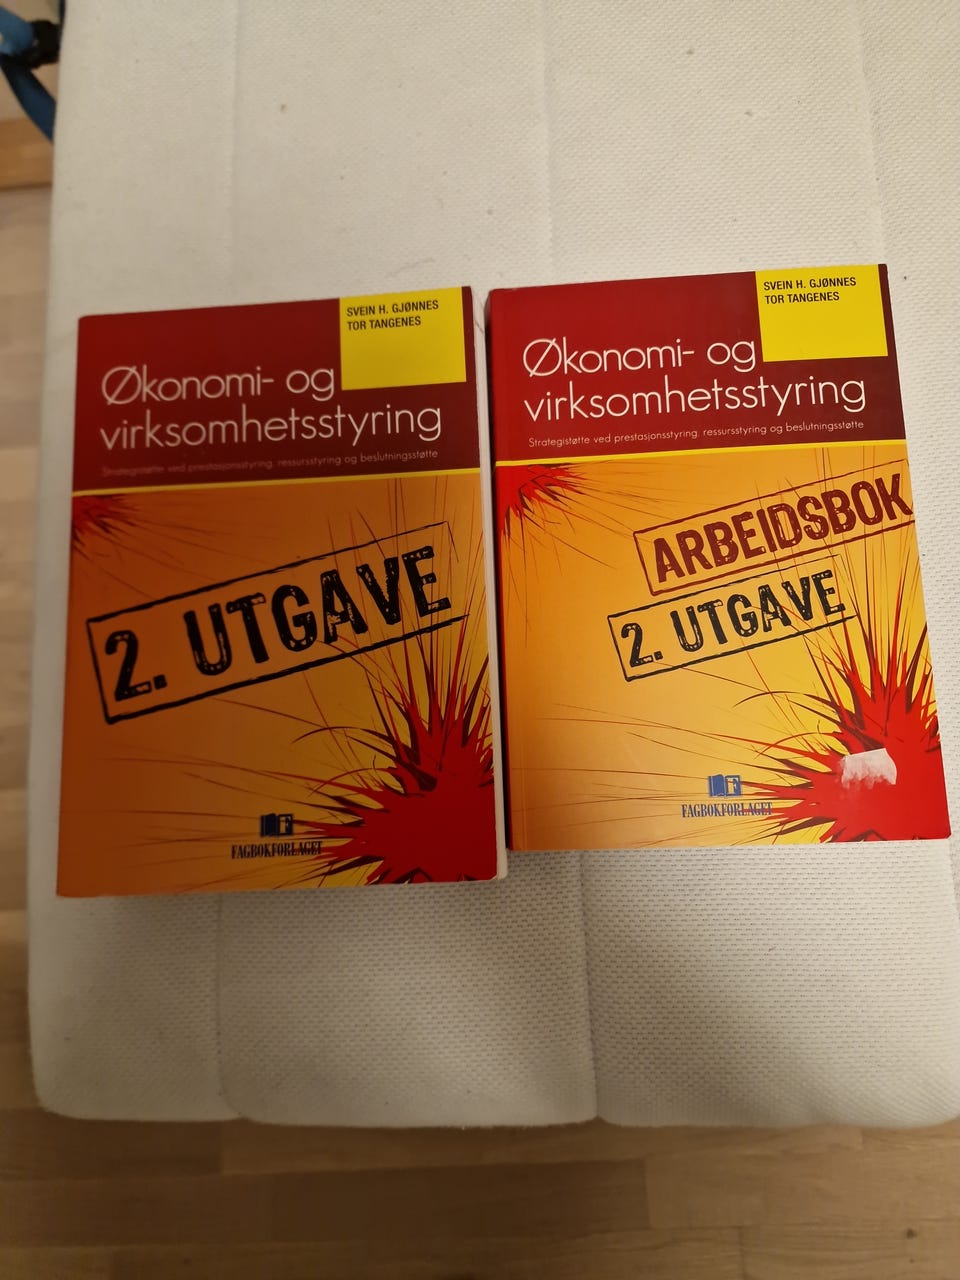 SVEIN H. GJØNNES
TOR TANGENES
Økonomi- og
virksomhetsstyring
Strategistøtte ved prestasjonsstyring, ressursstyring og beslutningsstøtte
2. UTGAVE
FAGBOKFORLAGET
SVEIN H. GJØNNES
TOR TANGENES
Økonomi- og
virksomhetsstyring
Strategistøtte ved prestasjonsstyring, ressursstyring og beslutningsstøtte
ARBEIDSBOK
2. UTGAVE
FAGBOKFORLAGET